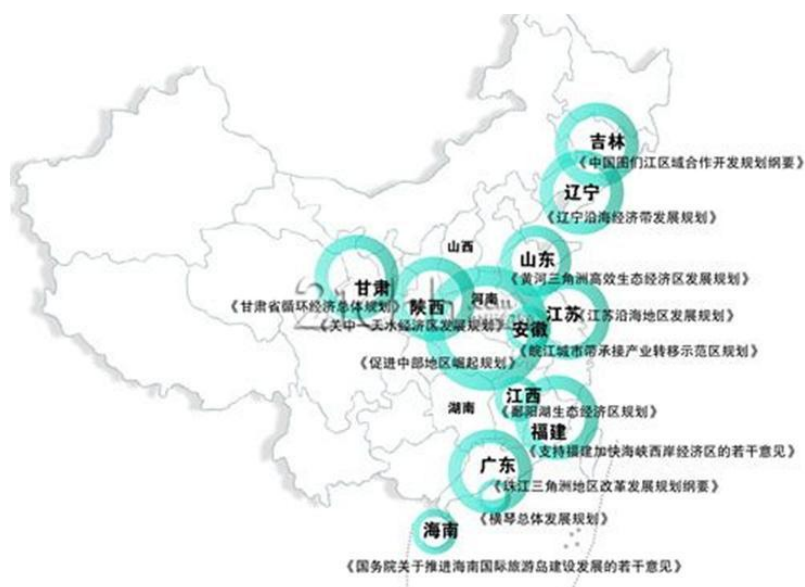 吉林
《中国图们江区域合作开发规划纲要》
辽宁
《辽宁沿海经济带发展规划》
山西
山东
《黄河三角洲高效生态经济区发展规划》
甘肃
《甘肃省循环经济总体规划》
陕西
河南
江苏
《江苏沿海地区发展规划》
《关中—天水经济区发展规划》
安徽
《皖江城市带承接产业转移示范区规划》
《促进中部地区崛起规划》
江西
湖南
《鄱阳湖生态经济区规划》
福建
《支持福建加快海峡西岸经济区的若干意见》
广东
《珠江三角洲地区改革发展规划纲要》
《横琴总体发展规划》
海南
《国务院关于推进海南国际旅游岛建设发展的若干意见》